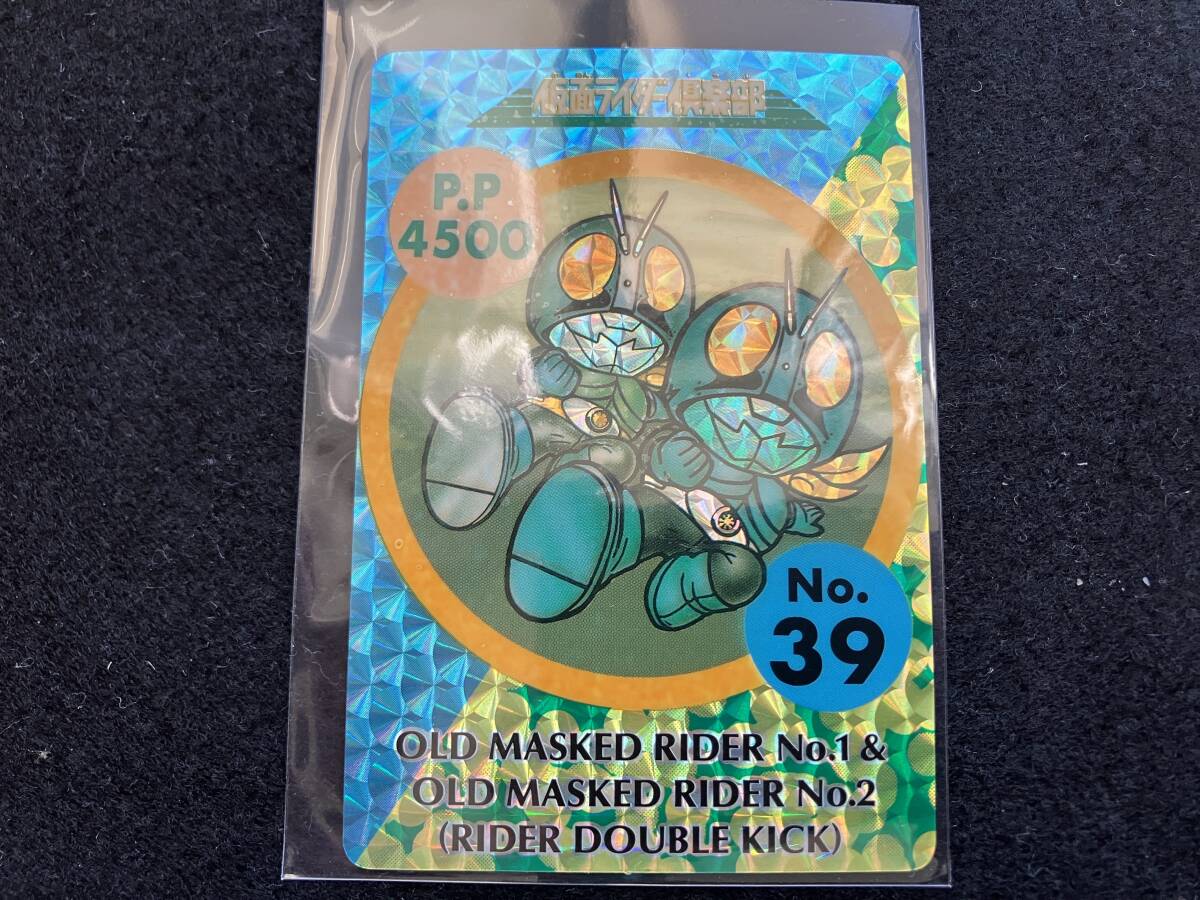 仮面ライダー倶楽部
P.P
4500
No.
39
OLD MASKED RIDER No.1 &
OLD MASKED RIDER No.2
(RIDER DOUBLE KICK)